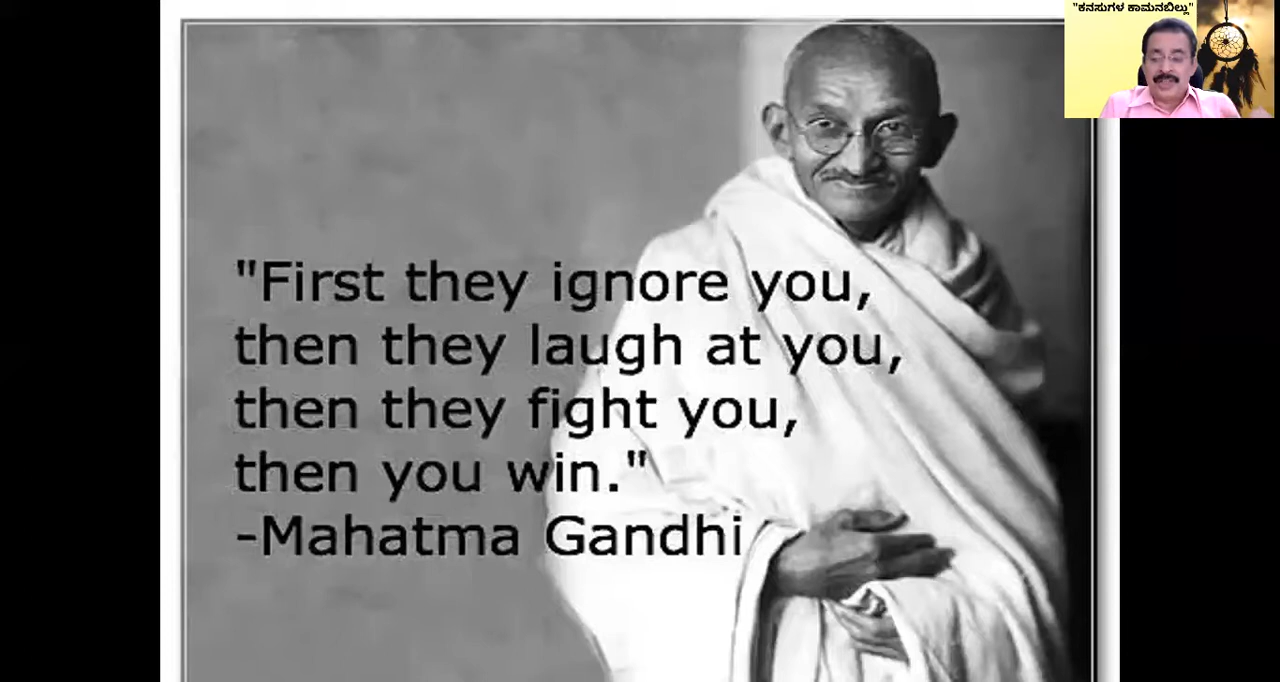 "ಕನಸುಗಳ ಕಾಮನಬಿಲ್ಲು"
"First they ignore you,
then they laugh at you,
then they fight you,
then you win."
-Mahatma Gandhi